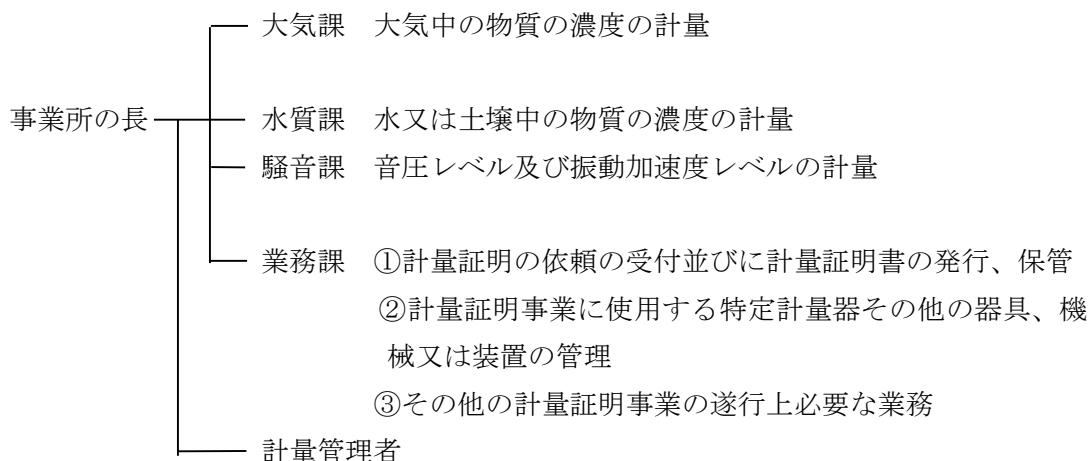 大気課 大気中の物質の濃度の計量
事業所の長
水質課 水又は土壌中の物質の濃度の計量
騒音課 音圧レベル及び振動加速度レベルの計量
業務課 ①計量証明の依頼の受付並びに計量証明書の発行、保管
②計量証明事業に使用する特定計量器その他の器具、機
械又は装置の管理
③その他の計量証明事業の遂行上必要な業務
計量管理者